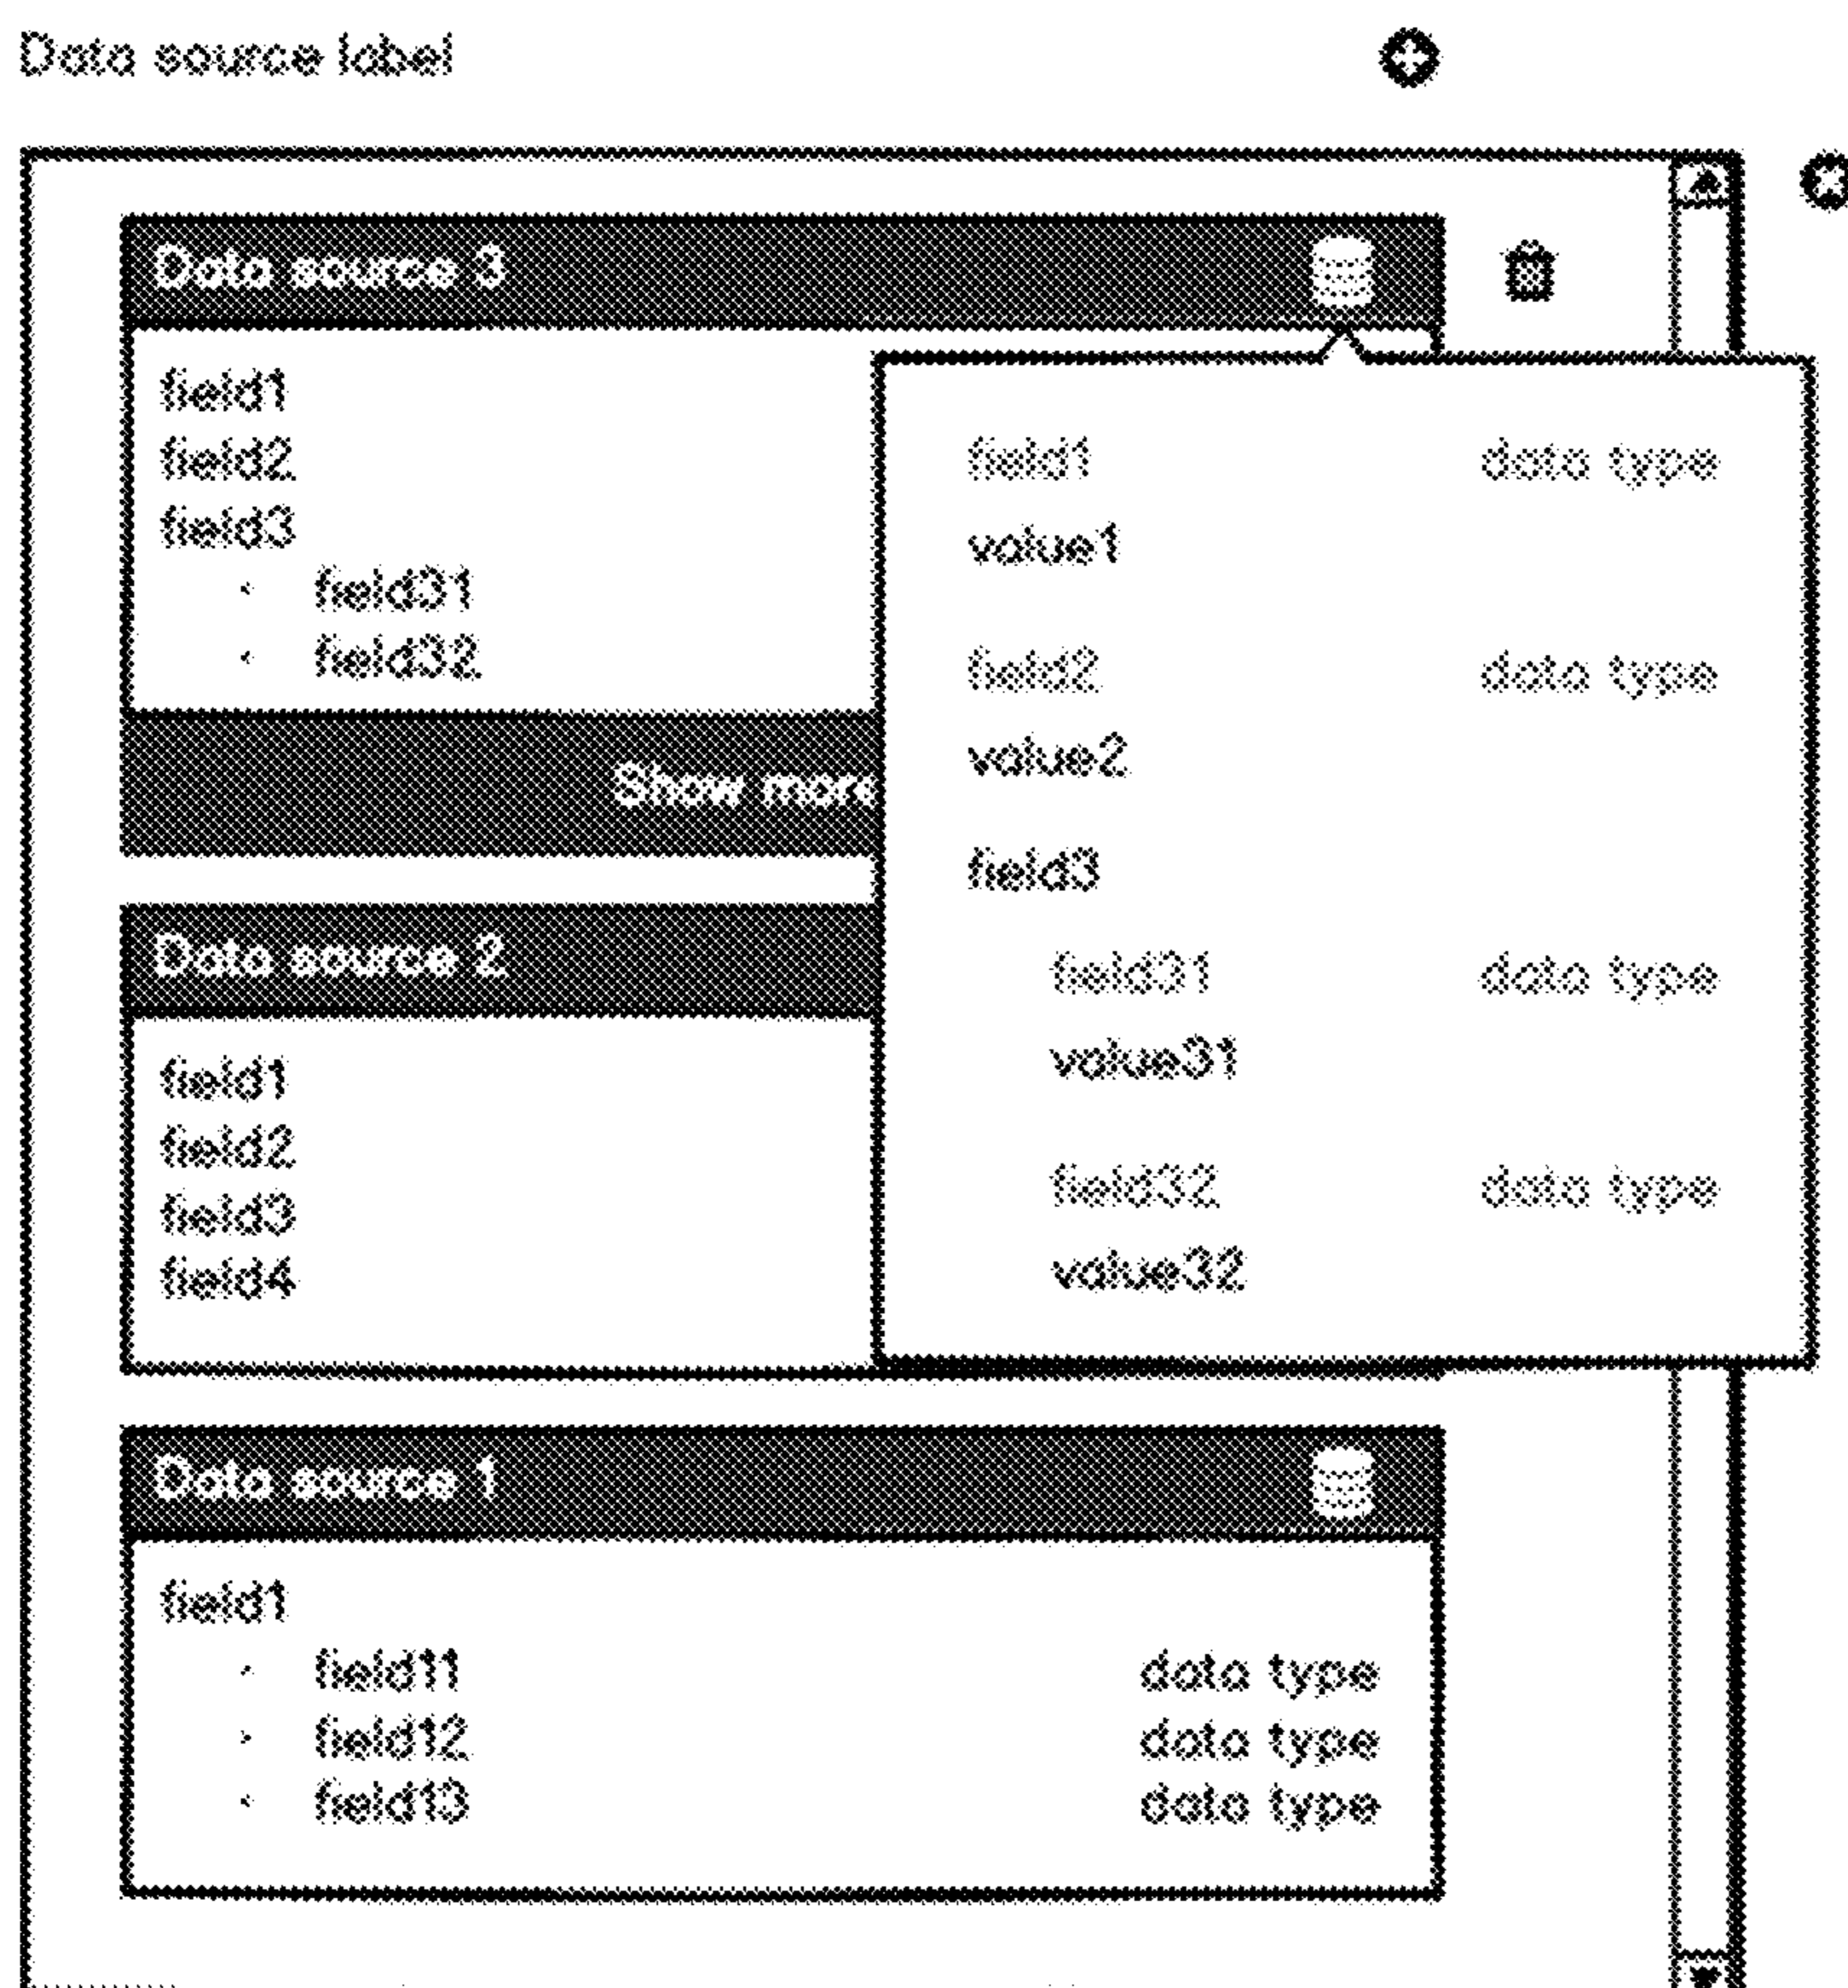 Data source label
Data source 3
field1
field2
field3
· field31
· field32
Show more
field1 data type
value1
field2 data type
value2
field3
field31 data type
value31
field32 data type
value32
Data source 2
field1
field2
field3
field4
Data source 1
field1
· field11 data type
· field12 data type
· field13 data type